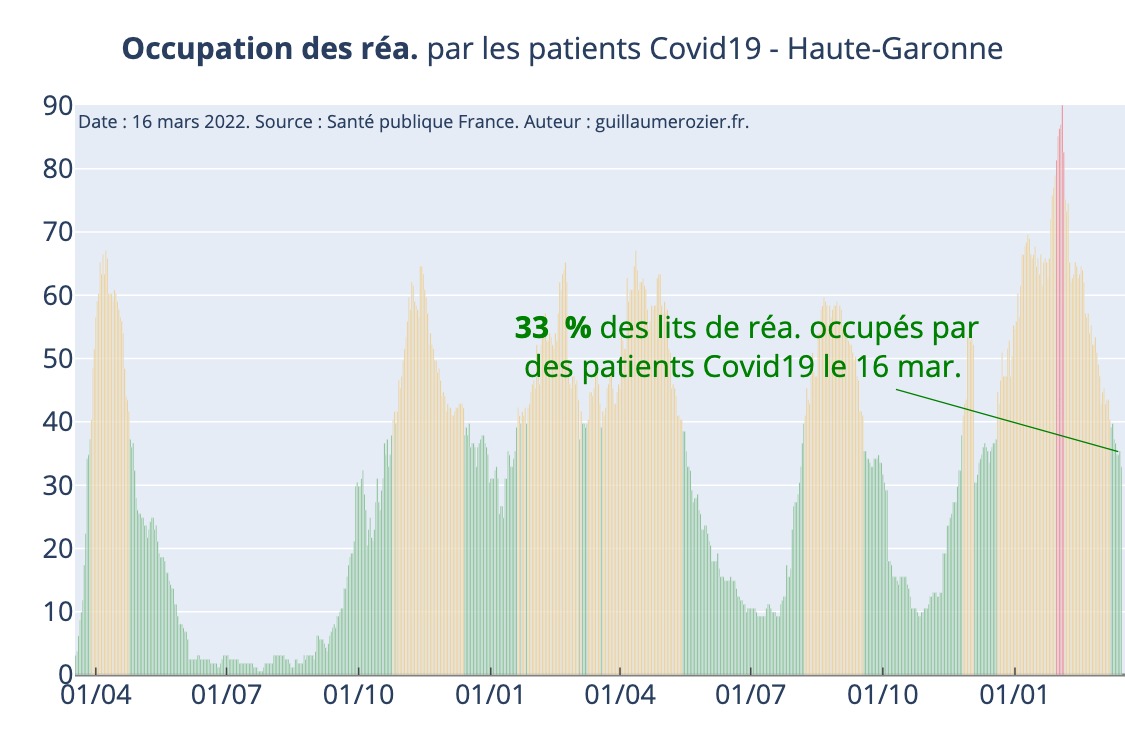 Occupation des réa. par les patients Covid19 - Haute-Garonne
90
Date : 16 mars 2022. Source : Santé publique France. Auteur : guillaumerozier.fr.
80
70
60
33 % des lits de réa. occupés par
des patients Covid19 le 16 mar.
50
40
30
20
10
0
01/04 01/07 01/10 01/01 01/04 01/07 01/10 01/01